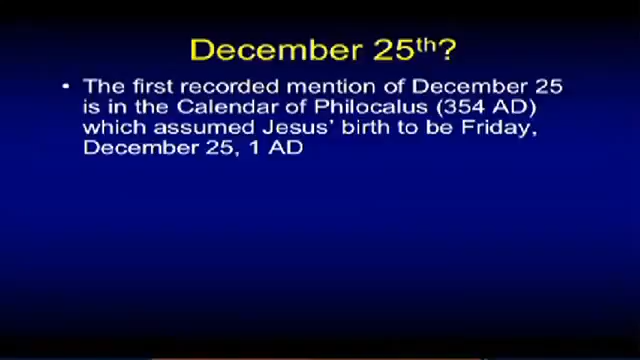 December 25th?
• The first recorded mention of December 25
is in the Calendar of Philocalus (354 AD)
which assumed Jesus' birth to be Friday,
December 25, 1 AD